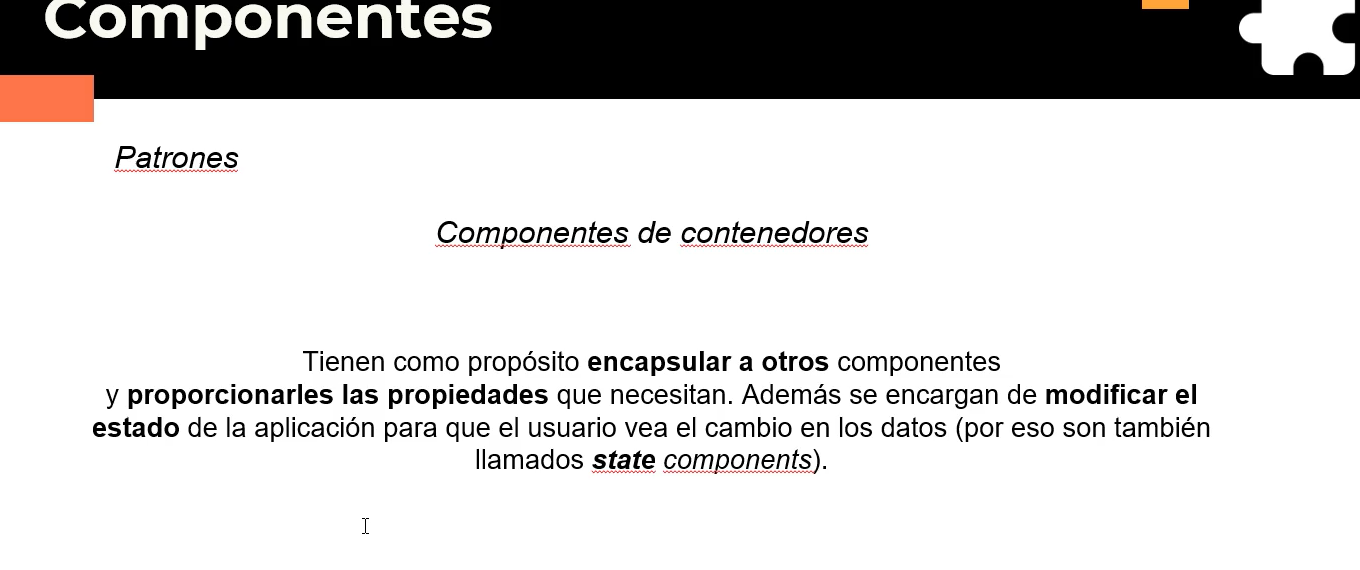 Componentes
Patrones
Componentes de contenedores
Tienen como propósito encapsular a otros componentes
y proporcionarles las propiedades que necesitan. Además se encargan de modificar el
estado de la aplicación para que el usuario vea el cambio en los datos (por eso son también
llamados state components).